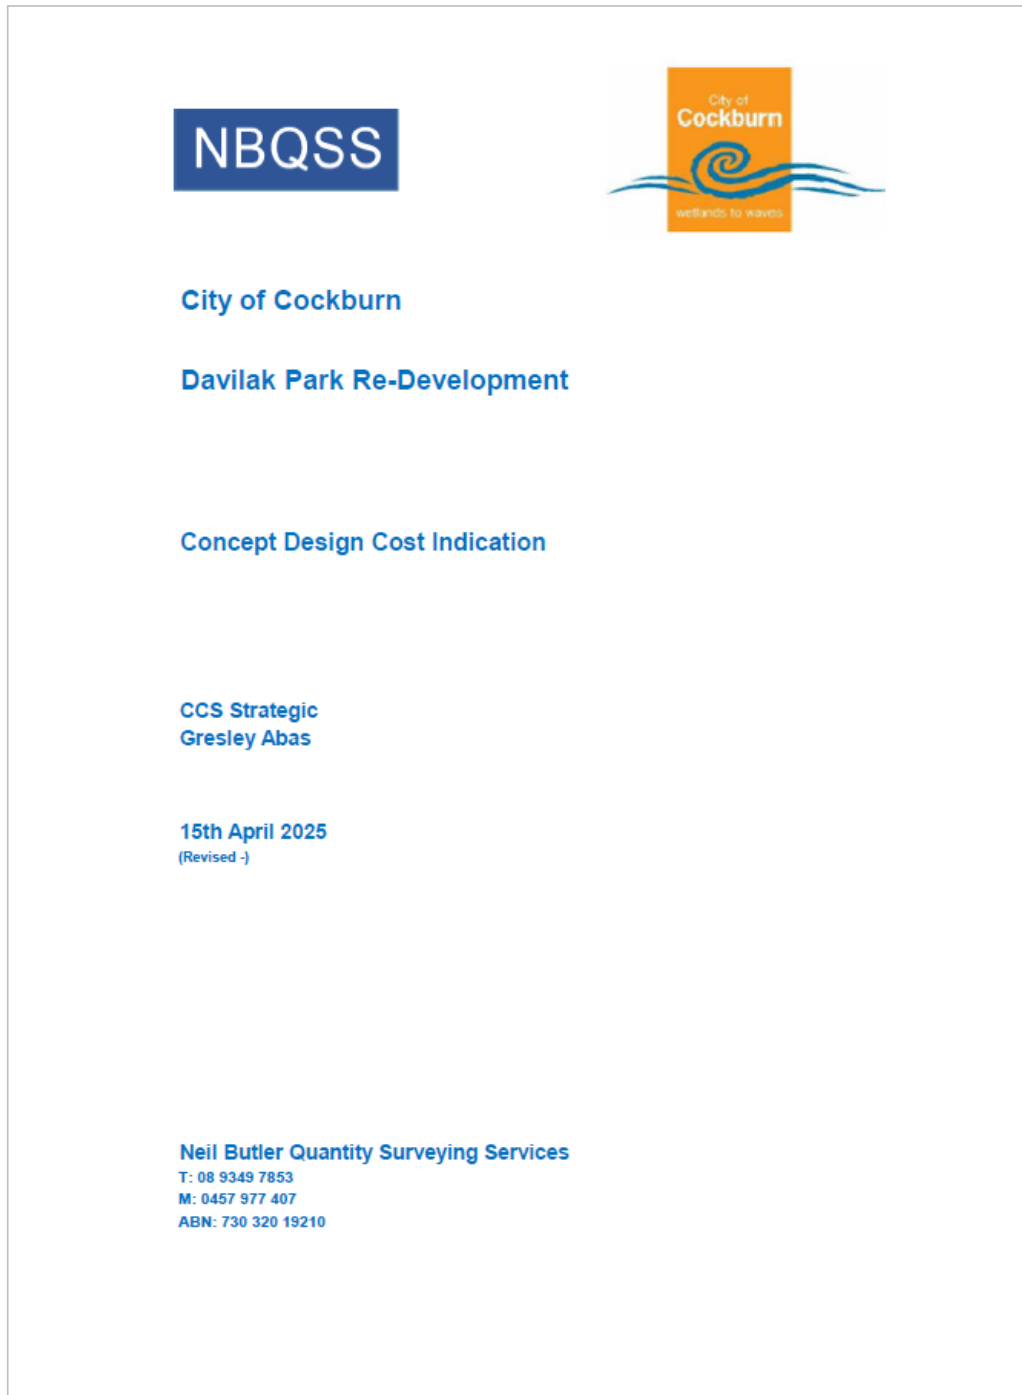 NBQSS
City of
Cockburn
wetlands to waves
City of Cockburn
Davilak Park Re-Development
Concept Design Cost Indication
CCS Strategic
Gresley Abas
15th April 2025
(Revised -)
Neil Butler Quantity Surveying Services
T: 08 9349 7853
M: 0457 977 407
ABN: 730 320 19210